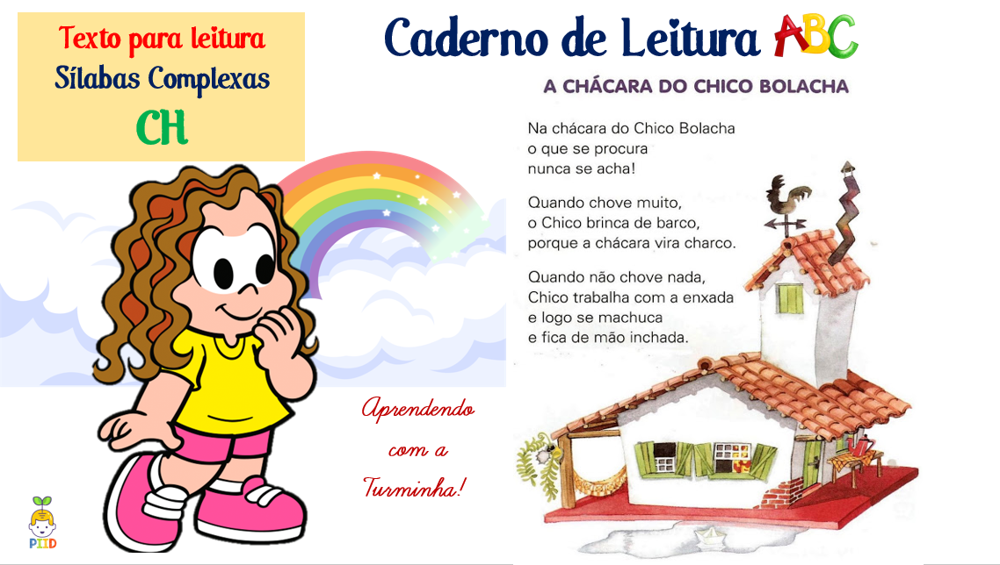 Texto para leitura
Sílabas Complexas
CH
Caderno de Leitura ABC
A CHÁCARA DO CHICO BOLACHA
Na chácara do Chico Bolacha
o que se procura
nunca se acha!
Quando chove muito,
o Chico brinca de barco,
porque a chácara vira charco.
Quando não chove nada,
Chico trabalha com a enxada
e logo se machuca
e fica de mão inchada.
Aprendendo
com a
Turminha!
PIID